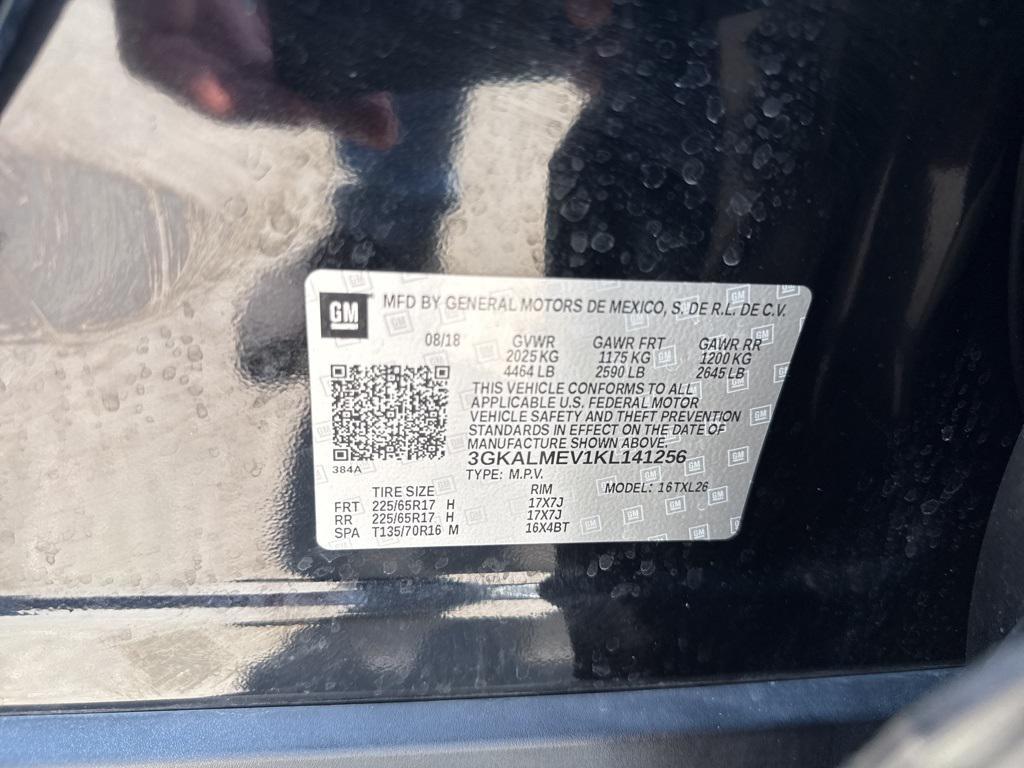 GM MFD BY GENERAL MOTORS DE MEXICO, S. DE R.L. DE C.V.
08/18 GVWR GAWR FRT GAWR RR
2025 KG 1175 KG 1200 KG
4464 LB 2590 LB 2645 LB
THIS VEHICLE CONFORMS TO ALL
APPLICABLE U.S. FEDERAL MOTOR
VEHICLE SAFETY AND THEFT PREVENTION
STANDARDS IN EFFECT ON THE DATE OF
MANUFACTURE SHOWN ABOVE.
3GKALMEV1KL141256
384A
TYPE: M.P.V.
TIRE SIZE RIM MODEL: 16TXL26
FRT 225/65R17 H 17X7J
RR 225/65R17 H 17X7J
SPA T135/70R16 M 16X4BT